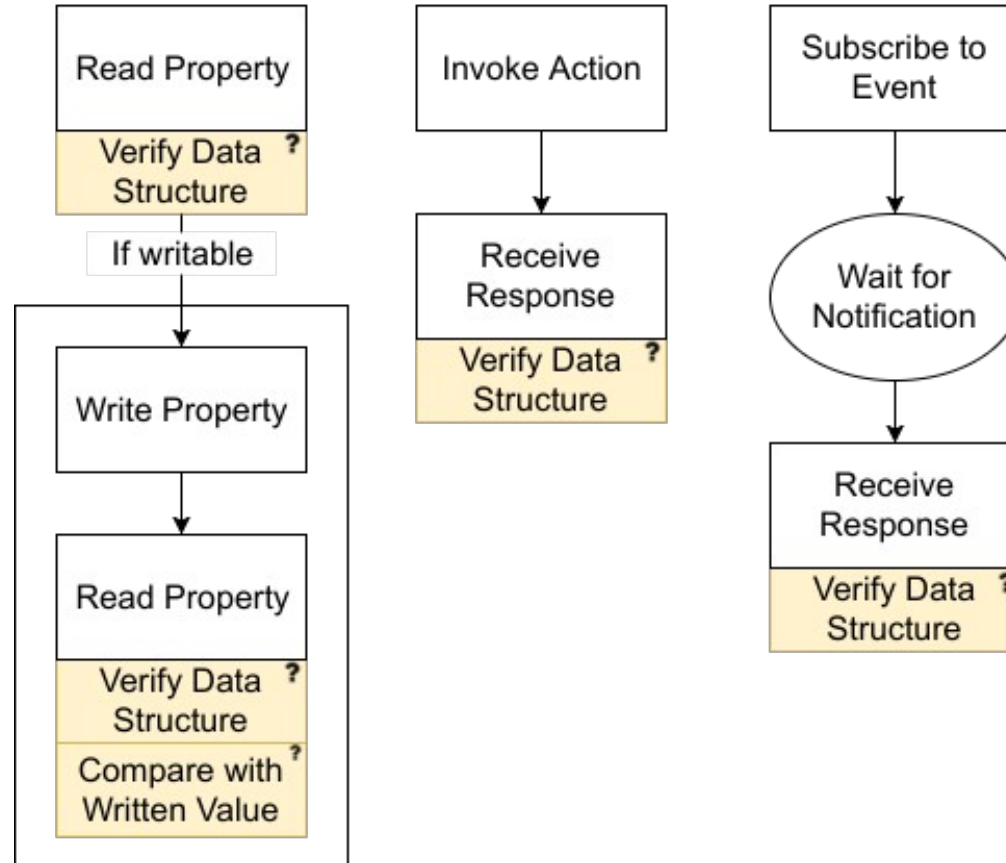 Read Property
Verify Data
Structure
?
If writable
Write Property
Read Property
Verify Data
Structure
?
Compare with
Written Value
?
Invoke Action
Receive
Response
Verify Data
Structure
?
Subscribe to
Event
Wait for
Notification
Receive
Response
Verify Data
Structure
?